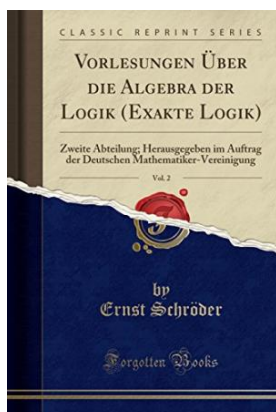 CLASSIC REPRINT SERIES
VORLESUNGEN ÜBER
DIE ALGEBRA DER
LOGIK (EXAKTE LOGIK)
Zweite Abteilung; Herausgegeben im Auftrag
der Deutschen Mathematiker-Vereinigung
Vol. 2
by
Ernst Schröder
Forgotten Books